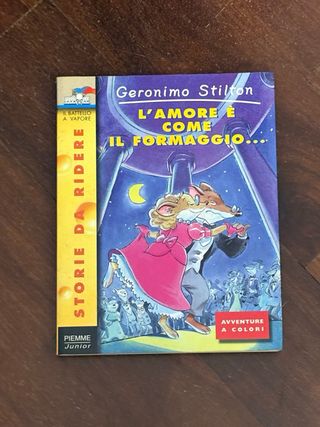 Geronimo Stilton
IL BATTELLO
A VAPORE
L'AMORE È
COME
IL FORMAGGIO...
STORIE DA RIDERE
AVVENTURE
A COLORI
PIEMME
Junior